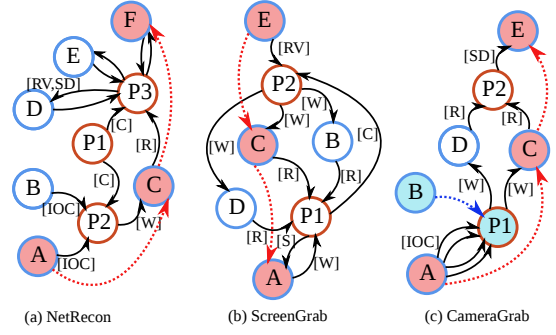 F
E
P3
[RV,SD]
D
P1
[C]
[R]
[C]
B
[IOC]
C
P2
[W]
A
[IOC]
(a) NetRecon
E
[RV]
P2
[W]
[W]
[C]
C
B
[W]
[R]
[R]
D
P1
[R]
[S]
A
[W]
(b) ScreenGrab
E
[SD]
P2
[R]
[R]
D
C
[W]
[W]
B
P1
[IOC]
A
(c) CameraGrab